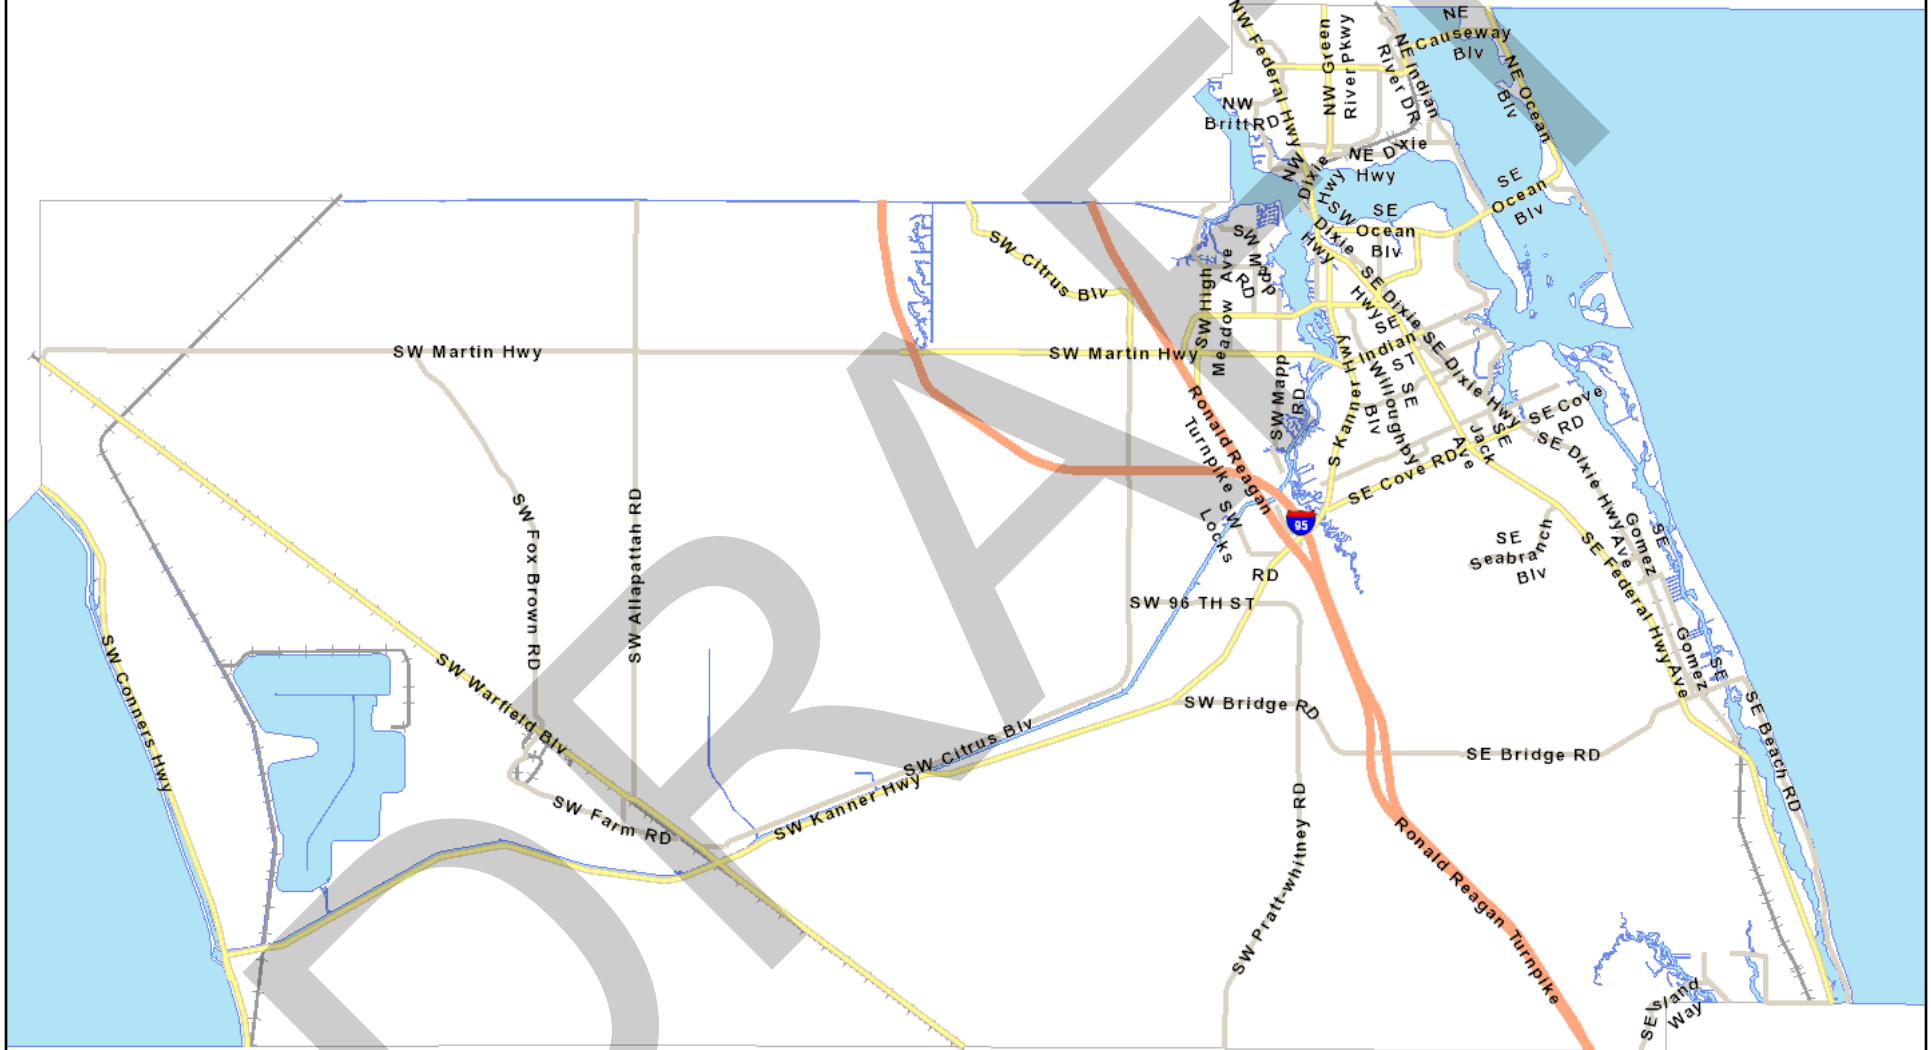 NW Federal Hwy
NW Green
River Pkwy
NE Indian
River DR
NE
Causeway
Blv
NE Ocean
Blv
NW
Britt RD
NE Dixie
Hwy
NW
Dixie
Hwy
SE
Ocean
Blv
SW
Dixie
Hwy
SE
Ocean
Blv
SW Mapp
RD
SW High
Meadow Ave
SW Citrus Blv
SE Dixie
Hwy
SE
Indian
ST
SE Dixie Hwy
SW Martin Hwy
SW Martin Hwy
SW Mapp
RD
S Kanner Hwy
SE
Willoughby
Blv
SE Cove
RD
SE
Jack
Ave
SE Cove RD
SE Dixie Hwy
Ronald Reagan
Turnpike
SW
Locks
RD
95
SW Fox Brown RD
SW Allapattah RD
SE
Seabranch
Blv
SE
Gomez
Ave
SE Federal Hwy
SW 96 TH ST
SE
Gomez
Ave
SW Conners Hwy
SW Warfield Blv
SW Bridge RD
SE Bridge RD
SE Beach RD
SW Citrus Blv
SW Kanner Hwy
SW Farm RD
SW Pratt-whitney RD
Ronald Reagan Turnpike
SE Island
Way
DRAFT